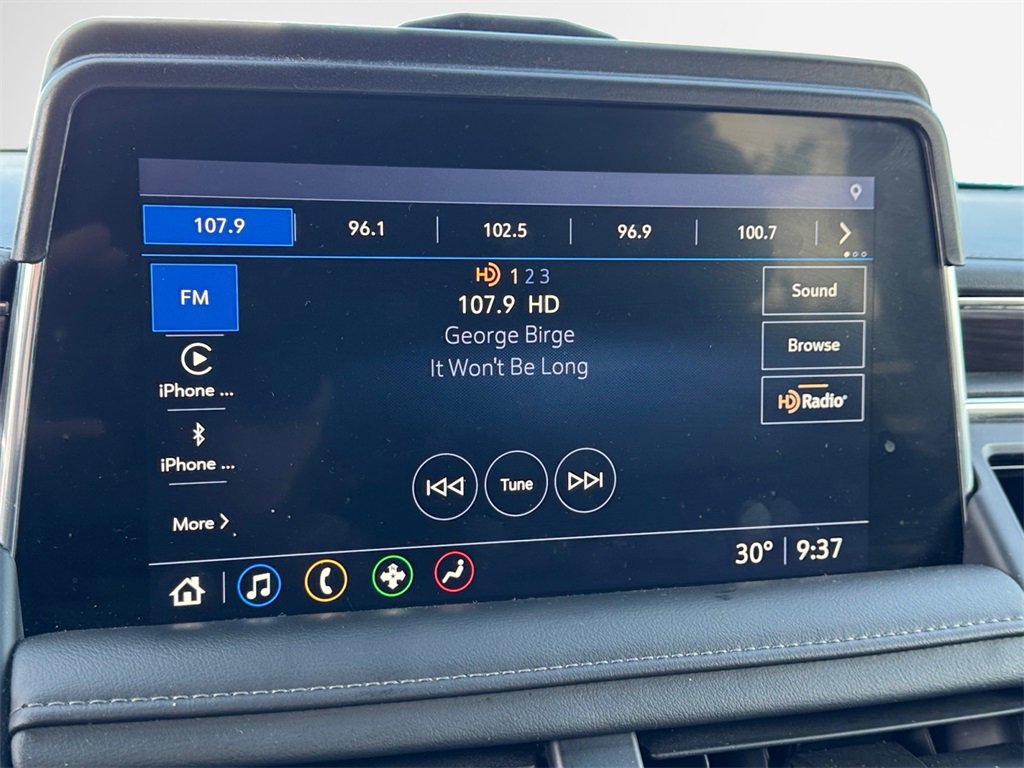 107.9 96.1 102.5 96.9 100.7
FM
HD 1 2 3
107.9 HD
George Birge
It Won't Be Long
Sound
Browse
HD Radio
iPhone ...
iPhone ...
More
Tune
30° 9:37